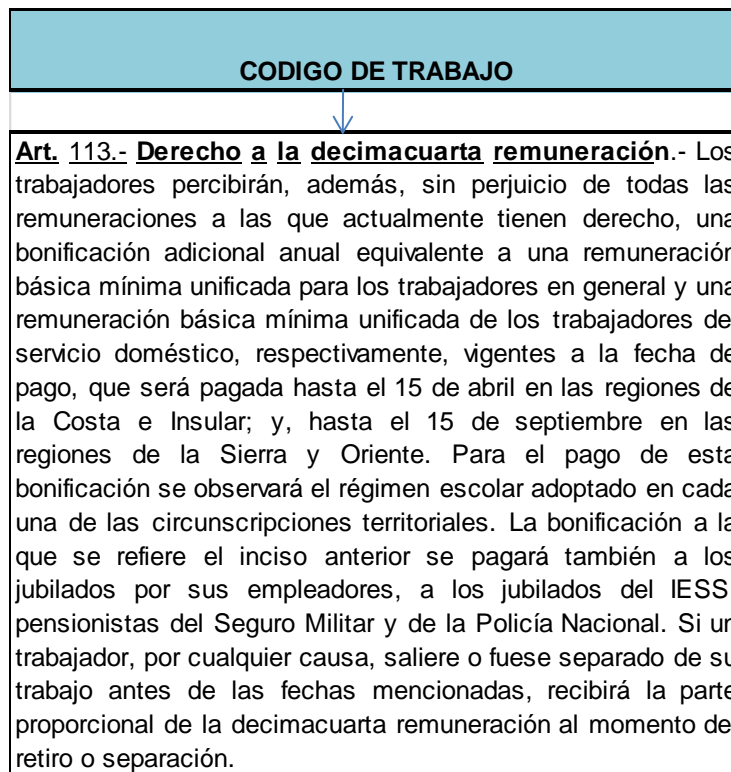 CODIGO DE TRABAJO
Art. 113.- Derecho a la decimacuarta remuneración.- Los
trabajadores percibirán, además, sin perjuicio de todas las
remuneraciones a las que actualmente tienen derecho, una
bonificación adicional anual equivalente a una remuneración
básica mínima unificada para los trabajadores en general y una
remuneración básica mínima unificada de los trabajadores de
servicio doméstico, respectivamente, vigentes a la fecha de
pago, que será pagada hasta el 15 de abril en las regiones de
la Costa e Insular; y, hasta el 15 de septiembre en las
regiones de la Sierra y Oriente. Para el pago de esta
bonificación se observará el régimen escolar adoptado en cada
una de las circunscripciones territoriales. La bonificación a la
que se refiere el inciso anterior se pagará también a los
jubilados por sus empleadores, a los jubilados del IESS
pensionistas del Seguro Militar y de la Policía Nacional. Si un
trabajador, por cualquier causa, saliere o fuese separado de su
trabajo antes de las fechas mencionadas, recibirá la parte
proporcional de la decimacuarta remuneración al momento de
retiro o separación.